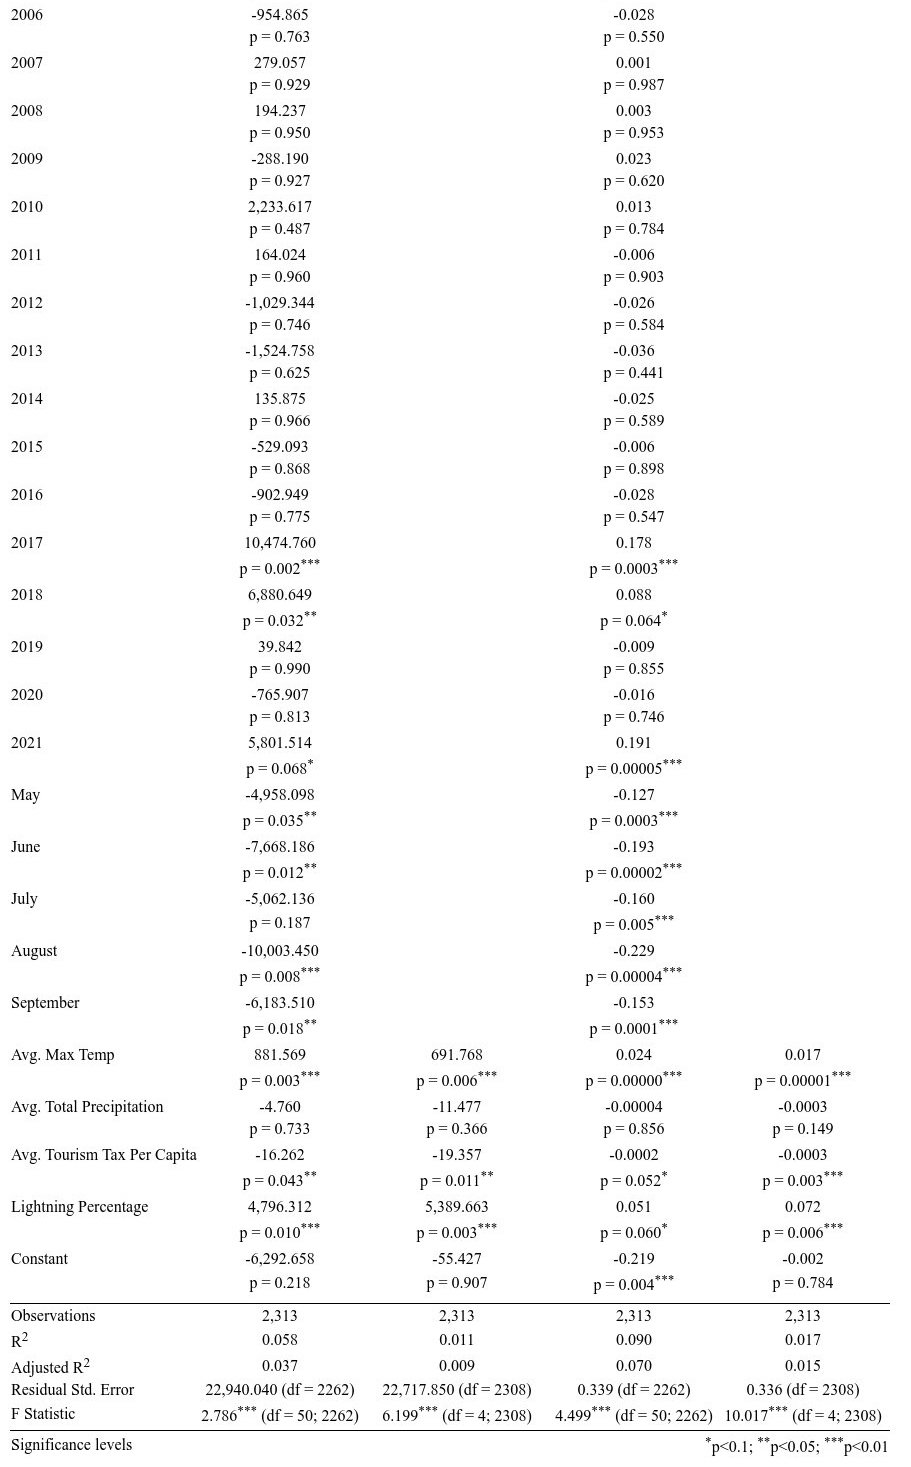 2006 -954.865 -0.028
p = 0.763 p = 0.550
2007 279.057 0.001
p = 0.929 p = 0.987
2008 194.237 0.003
p = 0.950 p = 0.953
2009 -288.190 0.023
p = 0.927 p = 0.620
2010 2,233.617 0.013
p = 0.487 p = 0.784
2011 164.024 -0.006
p = 0.960 p = 0.903
2012 -1,029.344 -0.026
p = 0.746 p = 0.584
2013 -1,524.758 -0.036
p = 0.625 p = 0.441
2014 135.875 -0.025
p = 0.966 p = 0.589
2015 -529.093 -0.006
p = 0.868 p = 0.898
2016 -902.949 -0.028
p = 0.775 p = 0.547
2017 10,474.760 0.178
p = 0.002*** p = 0.0003***
2018 6,880.649 0.088
p = 0.032** p = 0.064*
2019 39.842 -0.009
p = 0.990 p = 0.855
2020 -765.907 -0.016
p = 0.813 p = 0.746
2021 5,801.514 0.191
p = 0.068* p = 0.00005***
May -4,958.098 -0.127
p = 0.035** p = 0.0003***
June -7,668.186 -0.193
p = 0.012** p = 0.00002***
July -5,062.136 -0.160
p = 0.187 p = 0.005***
August -10,003.450 -0.229
p = 0.008*** p = 0.00004***
September -6,183.510 -0.153
p = 0.018** p = 0.0001***
Avg. Max Temp 881.569 691.768 0.024 0.017
p = 0.003*** p = 0.006*** p = 0.00000*** p = 0.00001***
Avg. Total Precipitation -4.760 -11.477 -0.00004 -0.0003
p = 0.733 p = 0.366 p = 0.856 p = 0.149
Avg. Tourism Tax Per Capita -16.262 -19.357 -0.0002 -0.0003
p = 0.043** p = 0.011** p = 0.052* p = 0.003***
Lightning Percentage 4,796.312 5,389.663 0.051 0.072
p = 0.010*** p = 0.003*** p = 0.060* p = 0.006***
Constant -6,292.658 -55.427 -0.219 -0.002
p = 0.218 p = 0.907 p = 0.004*** p = 0.784
Observations 2,313 2,313 2,313 2,313
R2 0.058 0.011 0.090 0.017
Adjusted R2 0.037 0.009 0.070 0.015
Residual Std. Error 22,940.040 (df = 2262) 22,717.850 (df = 2308) 0.339 (df = 2262) 0.336 (df = 2308)
F Statistic 2.786*** (df = 50; 2262) 6.199*** (df = 4; 2308) 4.499*** (df = 50; 2262) 10.017*** (df = 4; 2308)
Significance levels *p<0.1; **p<0.05; ***p<0.01